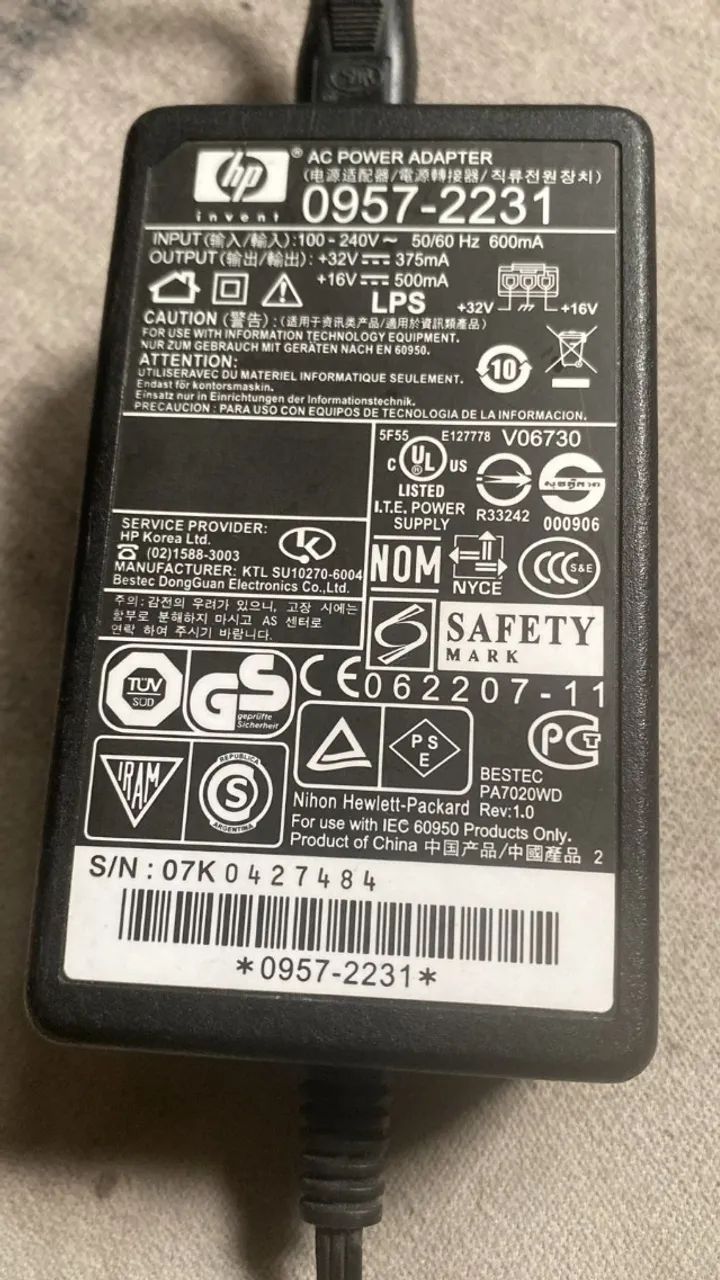 hp ® AC POWER ADAPTER
(电源适配器/電源轉接器/직류전원장치)
invent 0957-2231
INPUT(输入/輸入):100-240V~ 50/60 Hz 600mA
OUTPUT(输出/輸出): +32V⎓ 375mA
+16V⎓ 500mA
LPS
+32V +16V
CAUTION (警告):(适用于资讯类产品/適用於資訊類產品)
FOR USE WITH INFORMATION TECHNOLOGY EQUIPMENT.
NUR ZUM GEBRAUCH MIT GERÄTEN NACH EN 60950.
ATTENTION:
UTILISERAVEC DU MATERIEL INFORMATIQUE SEULEMENT.
Endast för kontorsmaskin.
Einsatz nur in Einrichtungen der Informationstechnik.
PRECAUCION : PARA USO CON EQUIPOS DE TECNOLOGIA DE LA INFORMACION.
10
5F55 E127778 V06730
C UL ® US
LISTED
I.T.E. POWER
SUPPLY
R33242
000906
SERVICE PROVIDER:
HP Korea Ltd.
☎ (02)1588-3003
MANUFACTURER: KTL SU10270-6004
Bestec DongGuan Electronics Co.,Ltd.
K
NOM
NYCE
CCC S&E
주의:감전의 우려가 있으니, 고장 시에는
함부로 분해하지 마시고 AS 센터로
연락 하여 주시기 바랍니다.
SAFETY
MARK
TÜV
SÜD
GS
geprüfte
Sicherheit
CE 062207-11
IRAM
REPUBLICA
S
ARGENTINA
P S
E
PCT
BESTEC
PA7020WD
Nihon Hewlett-Packard Rev:1.0
For use with IEC 60950 Products Only.
Product of China 中国产品/中國產品 2
S/N : 07K 0427484
*0957-2231*